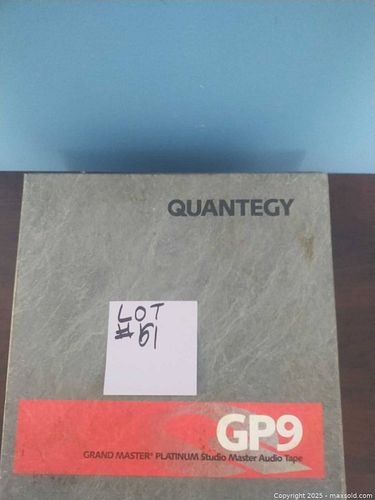 QUANTEGY
LOT
#61
GP9
GRAND MASTER® PLATINUM Studio Master Audio Tape
Copyright 2025 - maxsold.com